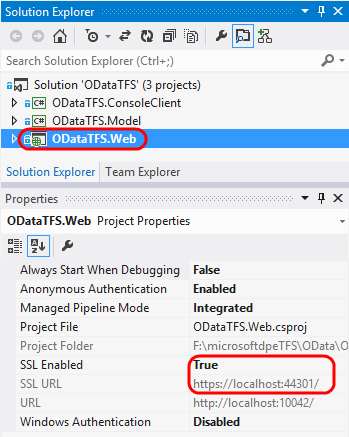 Solution Explorer
Search Solution Explorer (Ctrl+;)
Solution 'ODataTFS' (3 projects)
C# ODataTFS.ConsoleClient
C# ODataTFS.Model
ODataTFS.Web
Solution Explorer Team Explorer
Properties
ODataTFS.Web Project Properties
Always Start When Debugging False
Anonymous Authentication Enabled
Managed Pipeline Mode Integrated
Project File ODataTFS.Web.csproj
Project Folder F:\microsoftdpeTFS\OData\O
SSL Enabled True
SSL URL https://localhost:44301/
URL http://localhost:10042/
Windows Authentication Disabled